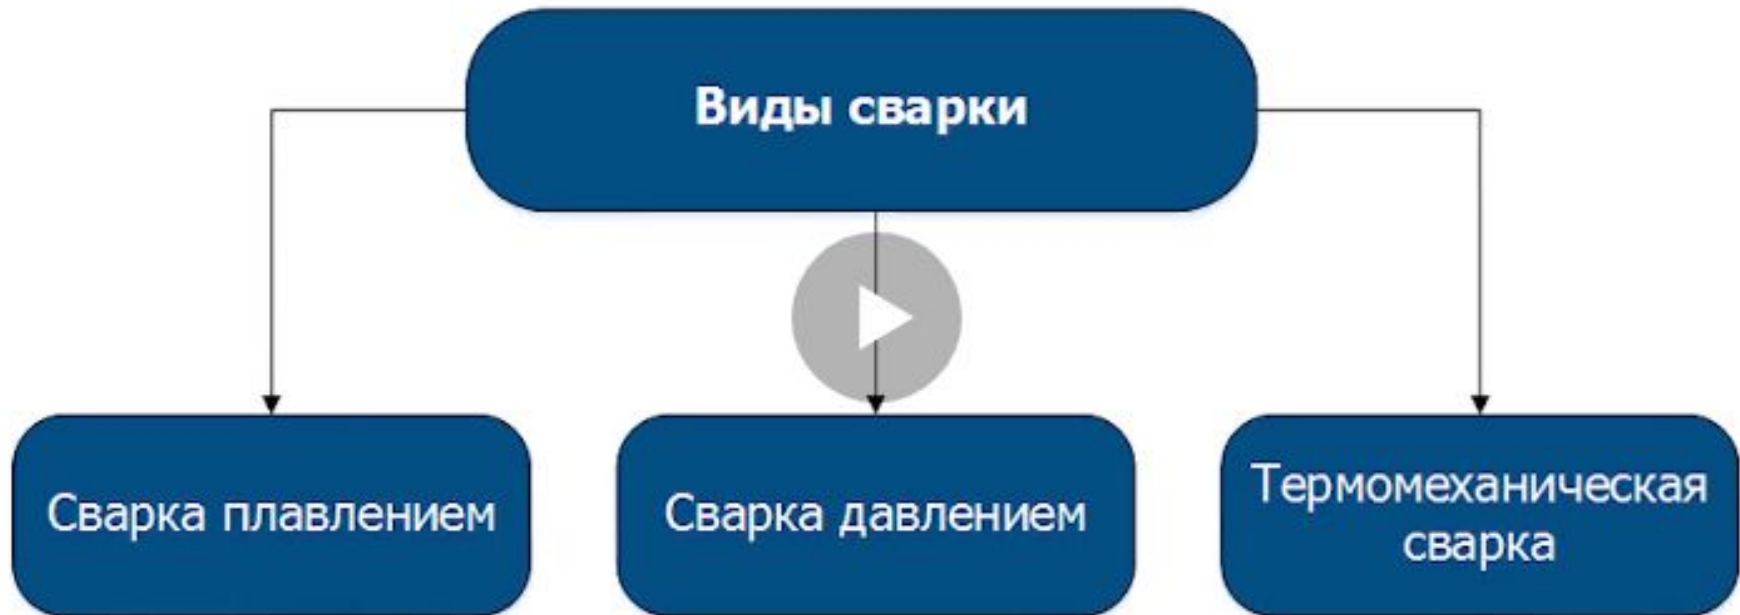 Виды сварки
Сварка плавлением
Сварка давлением
Термомеханическая
сварка